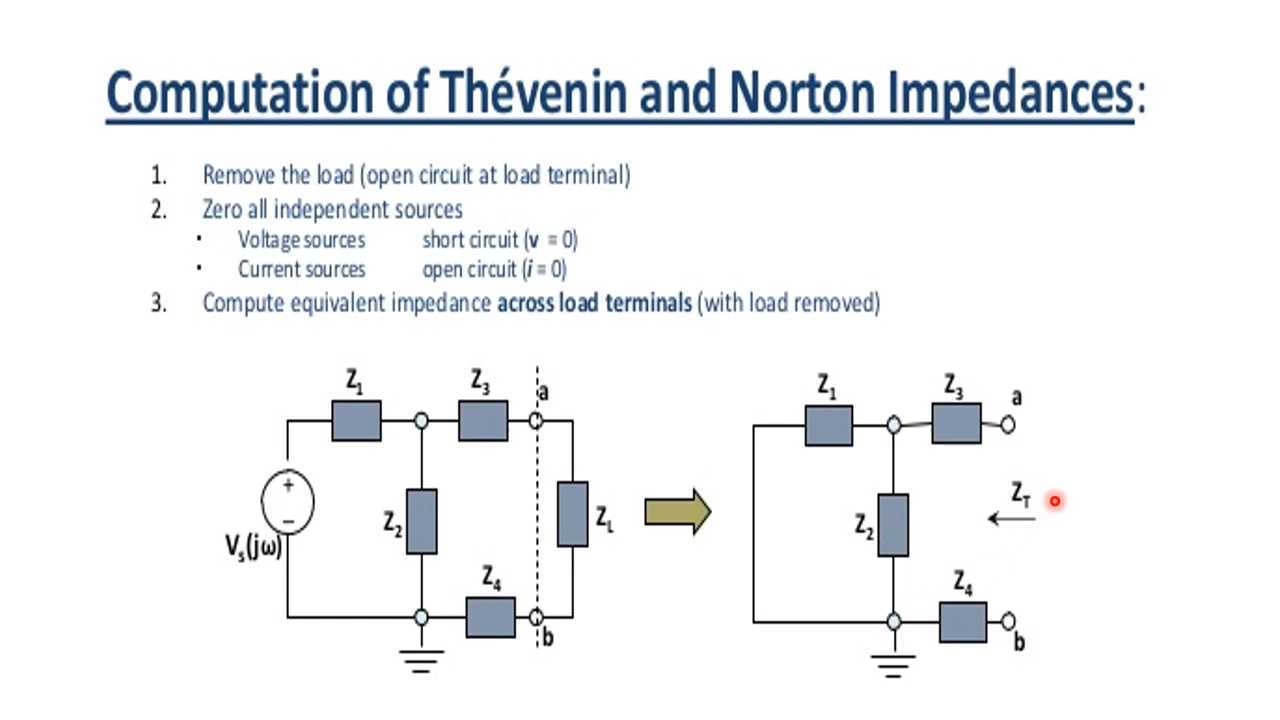 Computation of Thévenin and Norton Impedances:
1. Remove the load (open circuit at load terminal)
2. Zero all independent sources
• Voltage sources short circuit (v = 0)
• Current sources open circuit (i = 0)
3. Compute equivalent impedance across load terminals (with load removed)
Z1 Z3 a
+
−
Vs(jω)
Z2
ZL
Z4
b
Z1 Z3 a
ZT
Z2
Z4
b